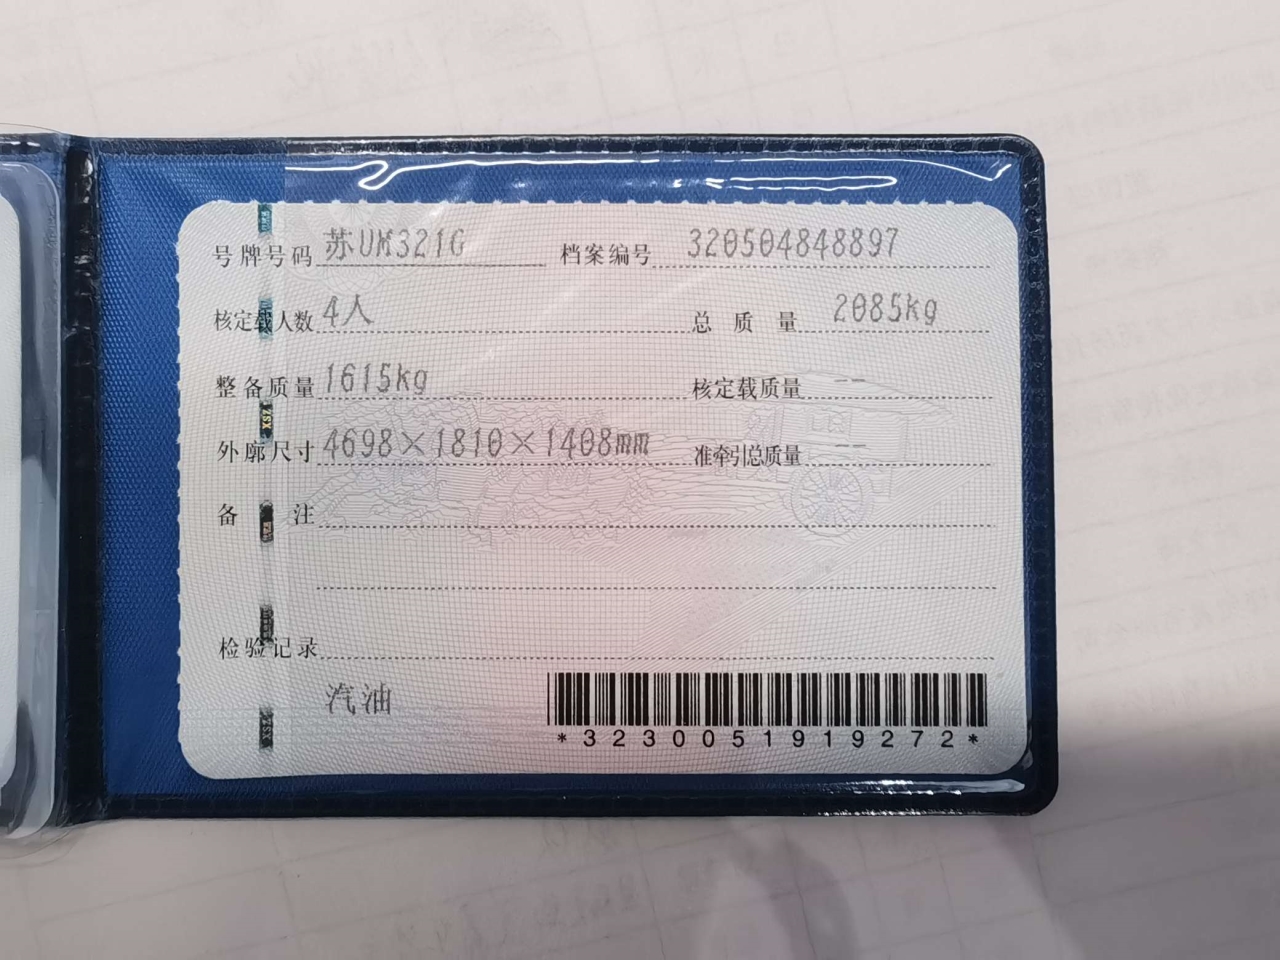 号牌号码 苏UM321G 档案编号 320504848897
核定载人数 4人 总质量 2085kg
整备质量 1615kg 核定载质量 --
外廓尺寸 4698×1810×1408mm 准牵引总质量 --
备注
检验记录
汽油
*3230051919272*